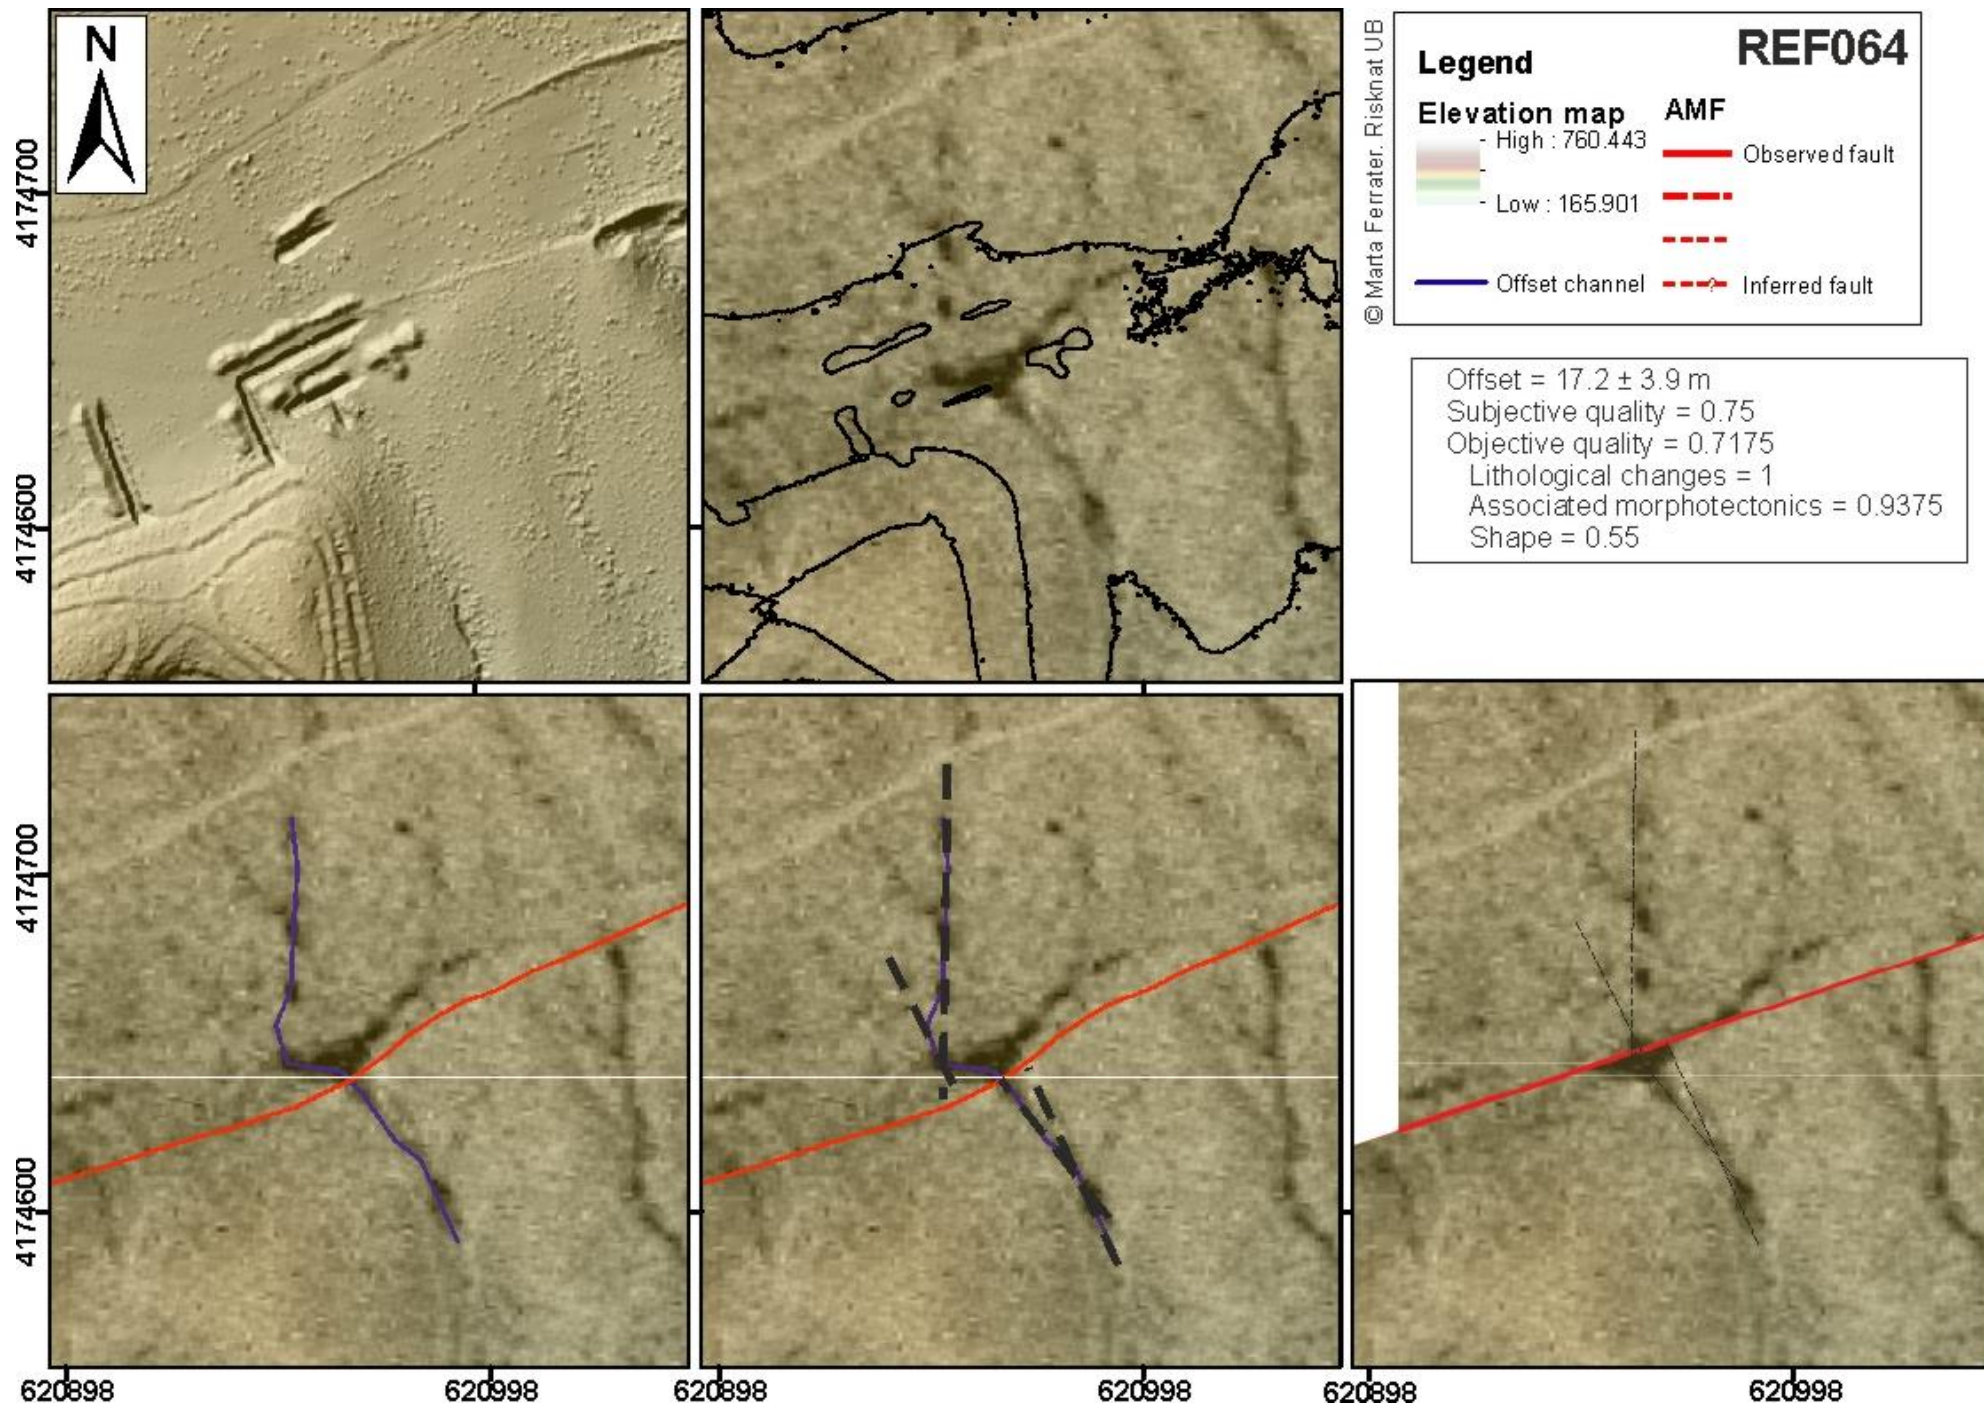 N
4174700
4174600
© Marta Ferrater. Risknat UB
REF064
Legend
Elevation map
High : 760.443
Low : 165.901
Offset channel
AMF
Observed fault
?
Inferred fault
Offset = 17.2 ± 3.9 m
Subjective quality = 0.75
Objective quality = 0.7175
Lithological changes = 1
Associated morphotectonics = 0.9375
Shape = 0.55
4174700
4174600
620898
620998
620898
620998
620898
620998